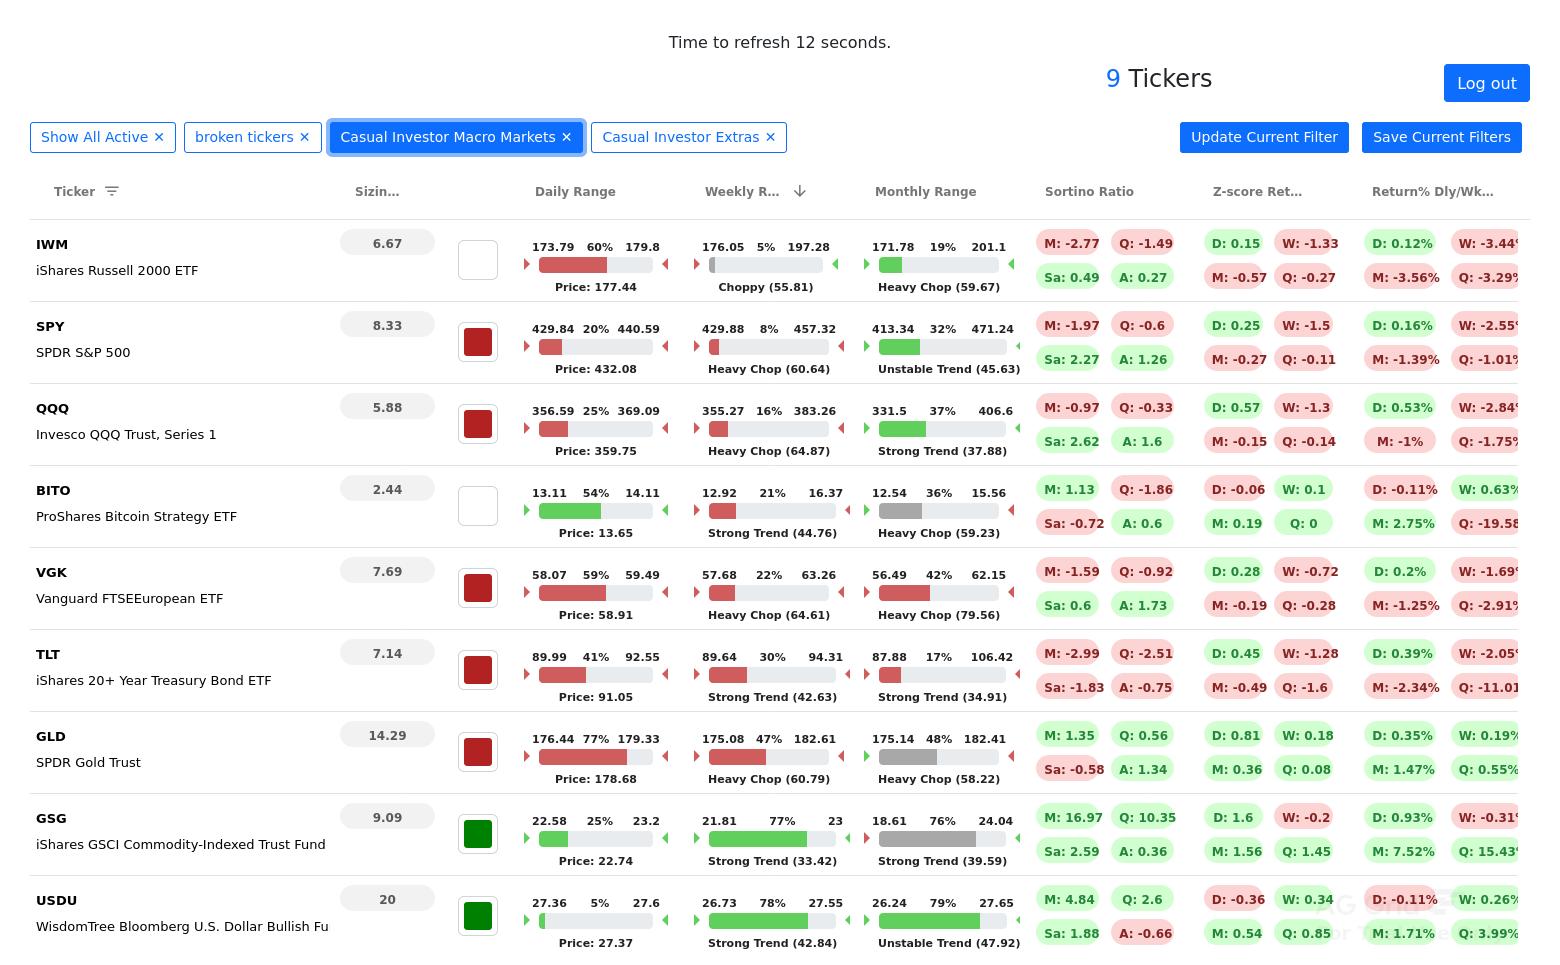 Time to refresh 12 seconds.
9 Tickers
Log out
Show All Active ✕ broken tickers ✕ Casual Investor Macro Markets ✕ Casual Investor Extras ✕ Update Current Filter Save Current Filters
Ticker Sizin... Daily Range Weekly R... Monthly Range Sortino Ratio Z-score Ret... Return% Dly/Wk...
IWM 6.67 173.79 60% 179.8 176.05 5% 197.28 171.78 19% 201.1 M: -2.77 Q: -1.49 D: 0.15 W: -1.33 D: 0.12% W: -3.44%
iShares Russell 2000 ETF Sa: 0.49 A: 0.27 M: -0.57 Q: -0.27 M: -3.56% Q: -3.29%
Price: 177.44 Choppy (55.81) Heavy Chop (59.67)
SPY 8.33 429.84 20% 440.59 429.88 8% 457.32 413.34 32% 471.24 M: -1.97 Q: -0.6 D: 0.25 W: -1.5 D: 0.16% W: -2.55%
SPDR S&P 500 Sa: 2.27 A: 1.26 M: -0.27 Q: -0.11 M: -1.39% Q: -1.01%
Price: 432.08 Heavy Chop (60.64) Unstable Trend (45.63)
QQQ 5.88 356.59 25% 369.09 355.27 16% 383.26 331.5 37% 406.6 M: -0.97 Q: -0.33 D: 0.57 W: -1.3 D: 0.53% W: -2.84%
Invesco QQQ Trust, Series 1 Sa: 2.62 A: 1.6 M: -0.15 Q: -0.14 M: -1% Q: -1.75%
Price: 359.75 Heavy Chop (64.87) Strong Trend (37.88)
BITO 2.44 13.11 54% 14.11 12.92 21% 16.37 12.54 36% 15.56 M: 1.13 Q: -1.86 D: -0.06 W: 0.1 D: -0.11% W: 0.63%
ProShares Bitcoin Strategy ETF Sa: -0.72 A: 0.6 M: 0.19 Q: 0 M: 2.75% Q: -19.58
Price: 13.65 Strong Trend (44.76) Heavy Chop (59.23)
VGK 7.69 58.07 59% 59.49 57.68 22% 63.26 56.49 42% 62.15 M: -1.59 Q: -0.92 D: 0.28 W: -0.72 D: 0.2% W: -1.69%
Vanguard FTSEEuropean ETF Sa: 0.6 A: 1.73 M: -0.19 Q: -0.28 M: -1.25% Q: -2.91%
Price: 58.91 Heavy Chop (64.61) Heavy Chop (79.56)
TLT 7.14 89.99 41% 92.55 89.64 30% 94.31 87.88 17% 106.42 M: -2.99 Q: -2.51 D: 0.45 W: -1.28 D: 0.39% W: -2.05%
iShares 20+ Year Treasury Bond ETF Sa: -1.83 A: -0.75 M: -0.49 Q: -1.6 M: -2.34% Q: -11.01
Price: 91.05 Strong Trend (42.63) Strong Trend (34.91)
GLD 14.29 176.44 77% 179.33 175.08 47% 182.61 175.14 48% 182.41 M: 1.35 Q: 0.56 D: 0.81 W: 0.18 D: 0.35% W: 0.19%
SPDR Gold Trust Sa: -0.58 A: 1.34 M: 0.36 Q: 0.08 M: 1.47% Q: 0.55%
Price: 178.68 Heavy Chop (60.79) Heavy Chop (58.22)
GSG 9.09 22.58 25% 23.2 21.81 77% 23 18.61 76% 24.04 M: 16.97 Q: 10.35 D: 1.6 W: -0.2 D: 0.93% W: -0.31%
iShares GSCI Commodity-Indexed Trust Fund Sa: 2.59 A: 0.36 M: 1.56 Q: 1.45 M: 7.52% Q: 15.43%
Price: 22.74 Strong Trend (33.42) Strong Trend (39.59)
USDU 20 27.36 5% 27.6 26.73 78% 27.55 26.24 79% 27.65 M: 4.84 Q: 2.6 D: -0.36 W: 0.34 D: -0.11% W: 0.26%
WisdomTree Bloomberg U.S. Dollar Bullish Fu Sa: 1.88 A: -0.66 M: 0.54 Q: 0.85 M: 1.71% Q: 3.99%
Price: 27.37 Strong Trend (42.84) Unstable Trend (47.92)